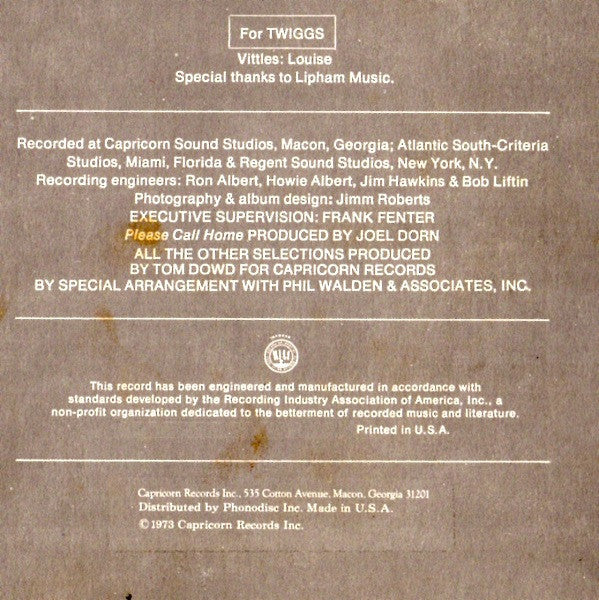 For TWIGGS
Vittles: Louise
Special thanks to Lipham Music.
Recorded at Capricorn Sound Studios, Macon, Georgia; Atlantic South-Criteria
Studios, Miami, Florida & Regent Sound Studios, New York, N.Y.
Recording engineers: Ron Albert, Howie Albert, Jim Hawkins & Bob Liftin
Photography & album design: Jimm Roberts
EXECUTIVE SUPERVISION: FRANK FENTER
Please Call Home PRODUCED BY JOEL DORN
ALL THE OTHER SELECTIONS PRODUCED
BY TOM DOWD FOR CAPRICORN RECORDS
BY SPECIAL ARRANGEMENT WITH PHIL WALDEN & ASSOCIATES, INC.
This record has been engineered and manufactured in accordance with
standards developed by the Recording Industry Association of America, Inc., a
non-profit organization dedicated to the betterment of recorded music and literature.
Printed in U.S.A.
Capricorn Records Inc., 535 Cotton Avenue, Macon, Georgia 31201
Distributed by Phonodisc Inc. Made in U.S.A.
©1973 Capricorn Records Inc.